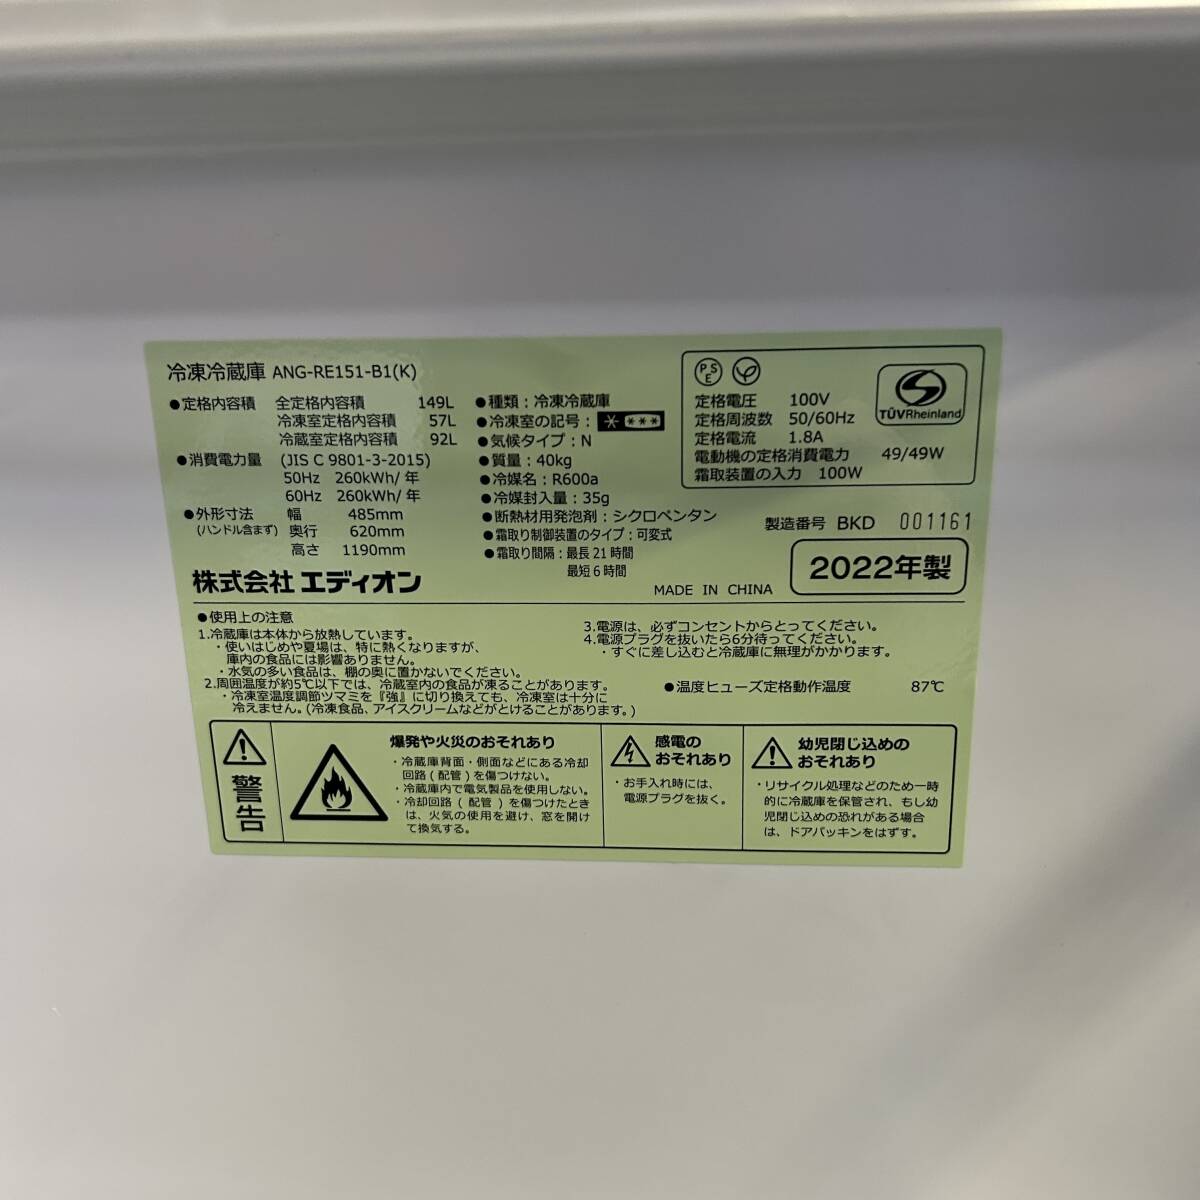 冷凍冷蔵庫 ANG-RE151-B1(K)
●定格内容積 全定格内容積 149L
冷凍室定格内容積 57L
冷蔵室定格内容積 92L
●消費電力量 (JIS C 9801-3-2015)
50Hz 260kWh/年
60Hz 260kWh/年
●外形寸法 幅 485mm
(ハンドル含まず) 奥行 620mm
高さ 1190mm
株式会社 エディオン
●種類：冷凍冷蔵庫
●冷凍室の記号：
●気候タイプ：N
●質量：40kg
●冷媒名：R600a
●冷媒封入量：35g
●断熱材用発泡剤：シクロペンタン
●霜取り制御装置のタイプ：可変式
●霜取り間隔：最長21時間
最短6時間
PSE
定格電圧 100V
定格周波数 50/60Hz
定格電流 1.8A
電動機の定格消費電力 49/49W
霜取装置の入力 100W
TÜVRheinland
製造番号 BKD 001161
MADE IN CHINA
2022年製
●使用上の注意
1.冷蔵庫は本体から放熱しています。
・使いはじめや夏場は、特に熱くなりますが、
庫内の食品には影響ありません。
・水気の多い食品は、棚の奥に置かないでください。
2.周囲温度が約5℃以下では、冷蔵室内の食品が凍ることがあります。
・冷凍室温度調節ツマミを『強』に切り換えても、冷凍室は十分に
冷えません。(冷凍食品、アイスクリームなどがとけることがあります。)
3.電源は、必ずコンセントからとってください。
4.電源プラグを抜いたら6分待ってください。
・すぐに差し込むと冷蔵庫に無理がかかります。
●温度ヒューズ定格動作温度 87℃
警告
爆発や火災のおそれあり
・冷蔵庫背面・側面などにある冷却
回路(配管)を傷つけない。
・冷蔵庫内で電気製品を使用しない。
・冷却回路(配管)を傷つけたとき
は、火気の使用を避け、窓を開け
て換気する。
感電の
おそれあり
・お手入れ時には、
電源プラグを抜く。
幼児閉じ込めの
おそれあり
・リサイクル処理などのため一時
的に冷蔵庫を保管され、もし幼
児閉じ込めの恐れがある場合
は、ドアパッキンをはずす。